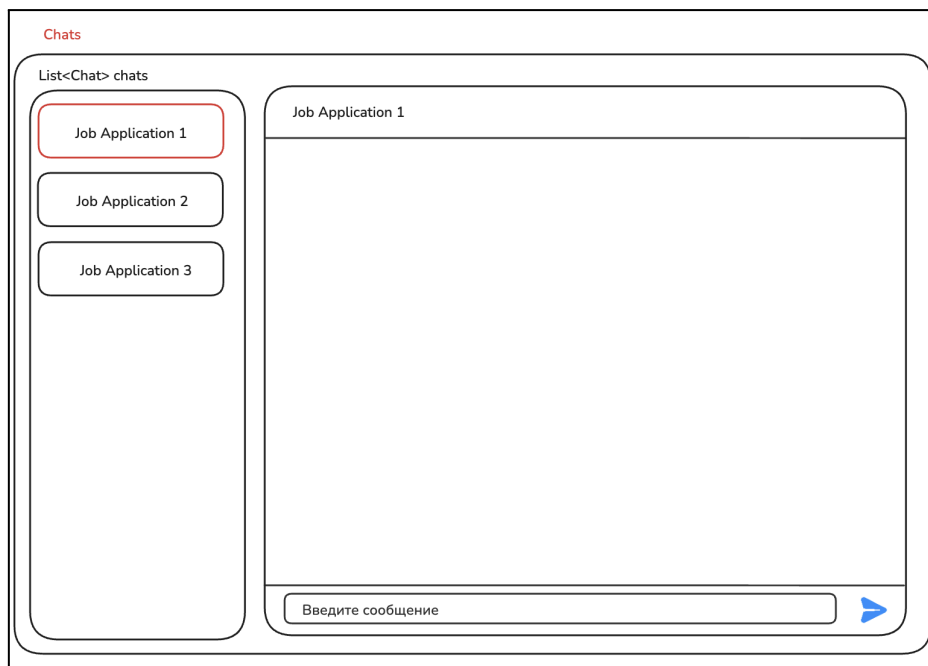 Chats
List<Chat> chats
Job Application 1
Job Application 2
Job Application 3
Job Application 1
Введите сообщение